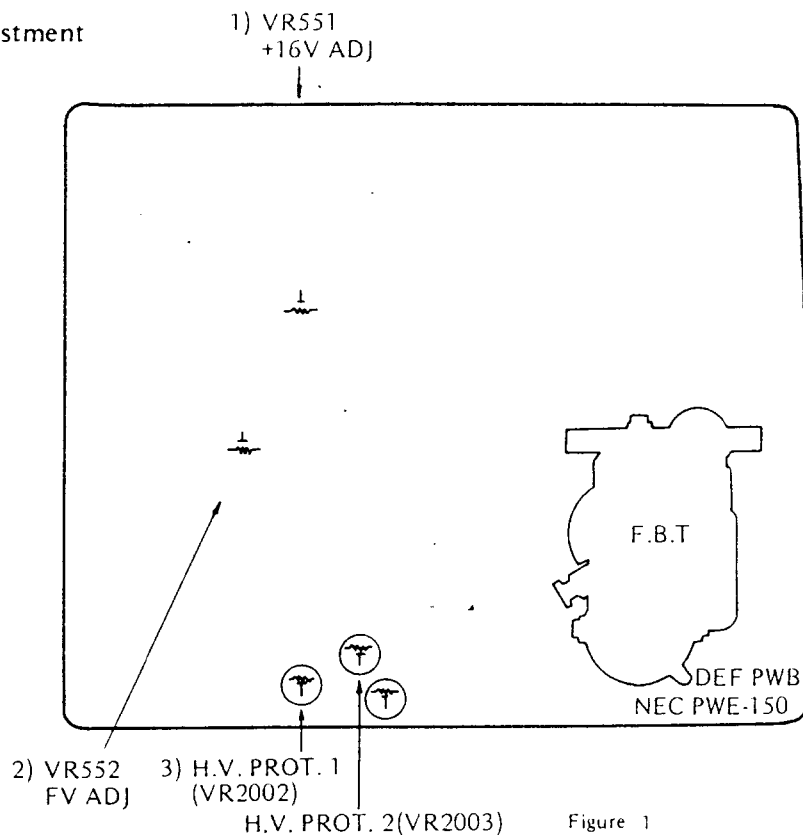 stment
1) VR551
+16V ADJ
F.B.T
DEF PWB
NEC PWE-150
2) VR552
FV ADJ
3) H.V. PROT. 1
(VR2002)
H.V. PROT. 2(VR2003)
Figure 1